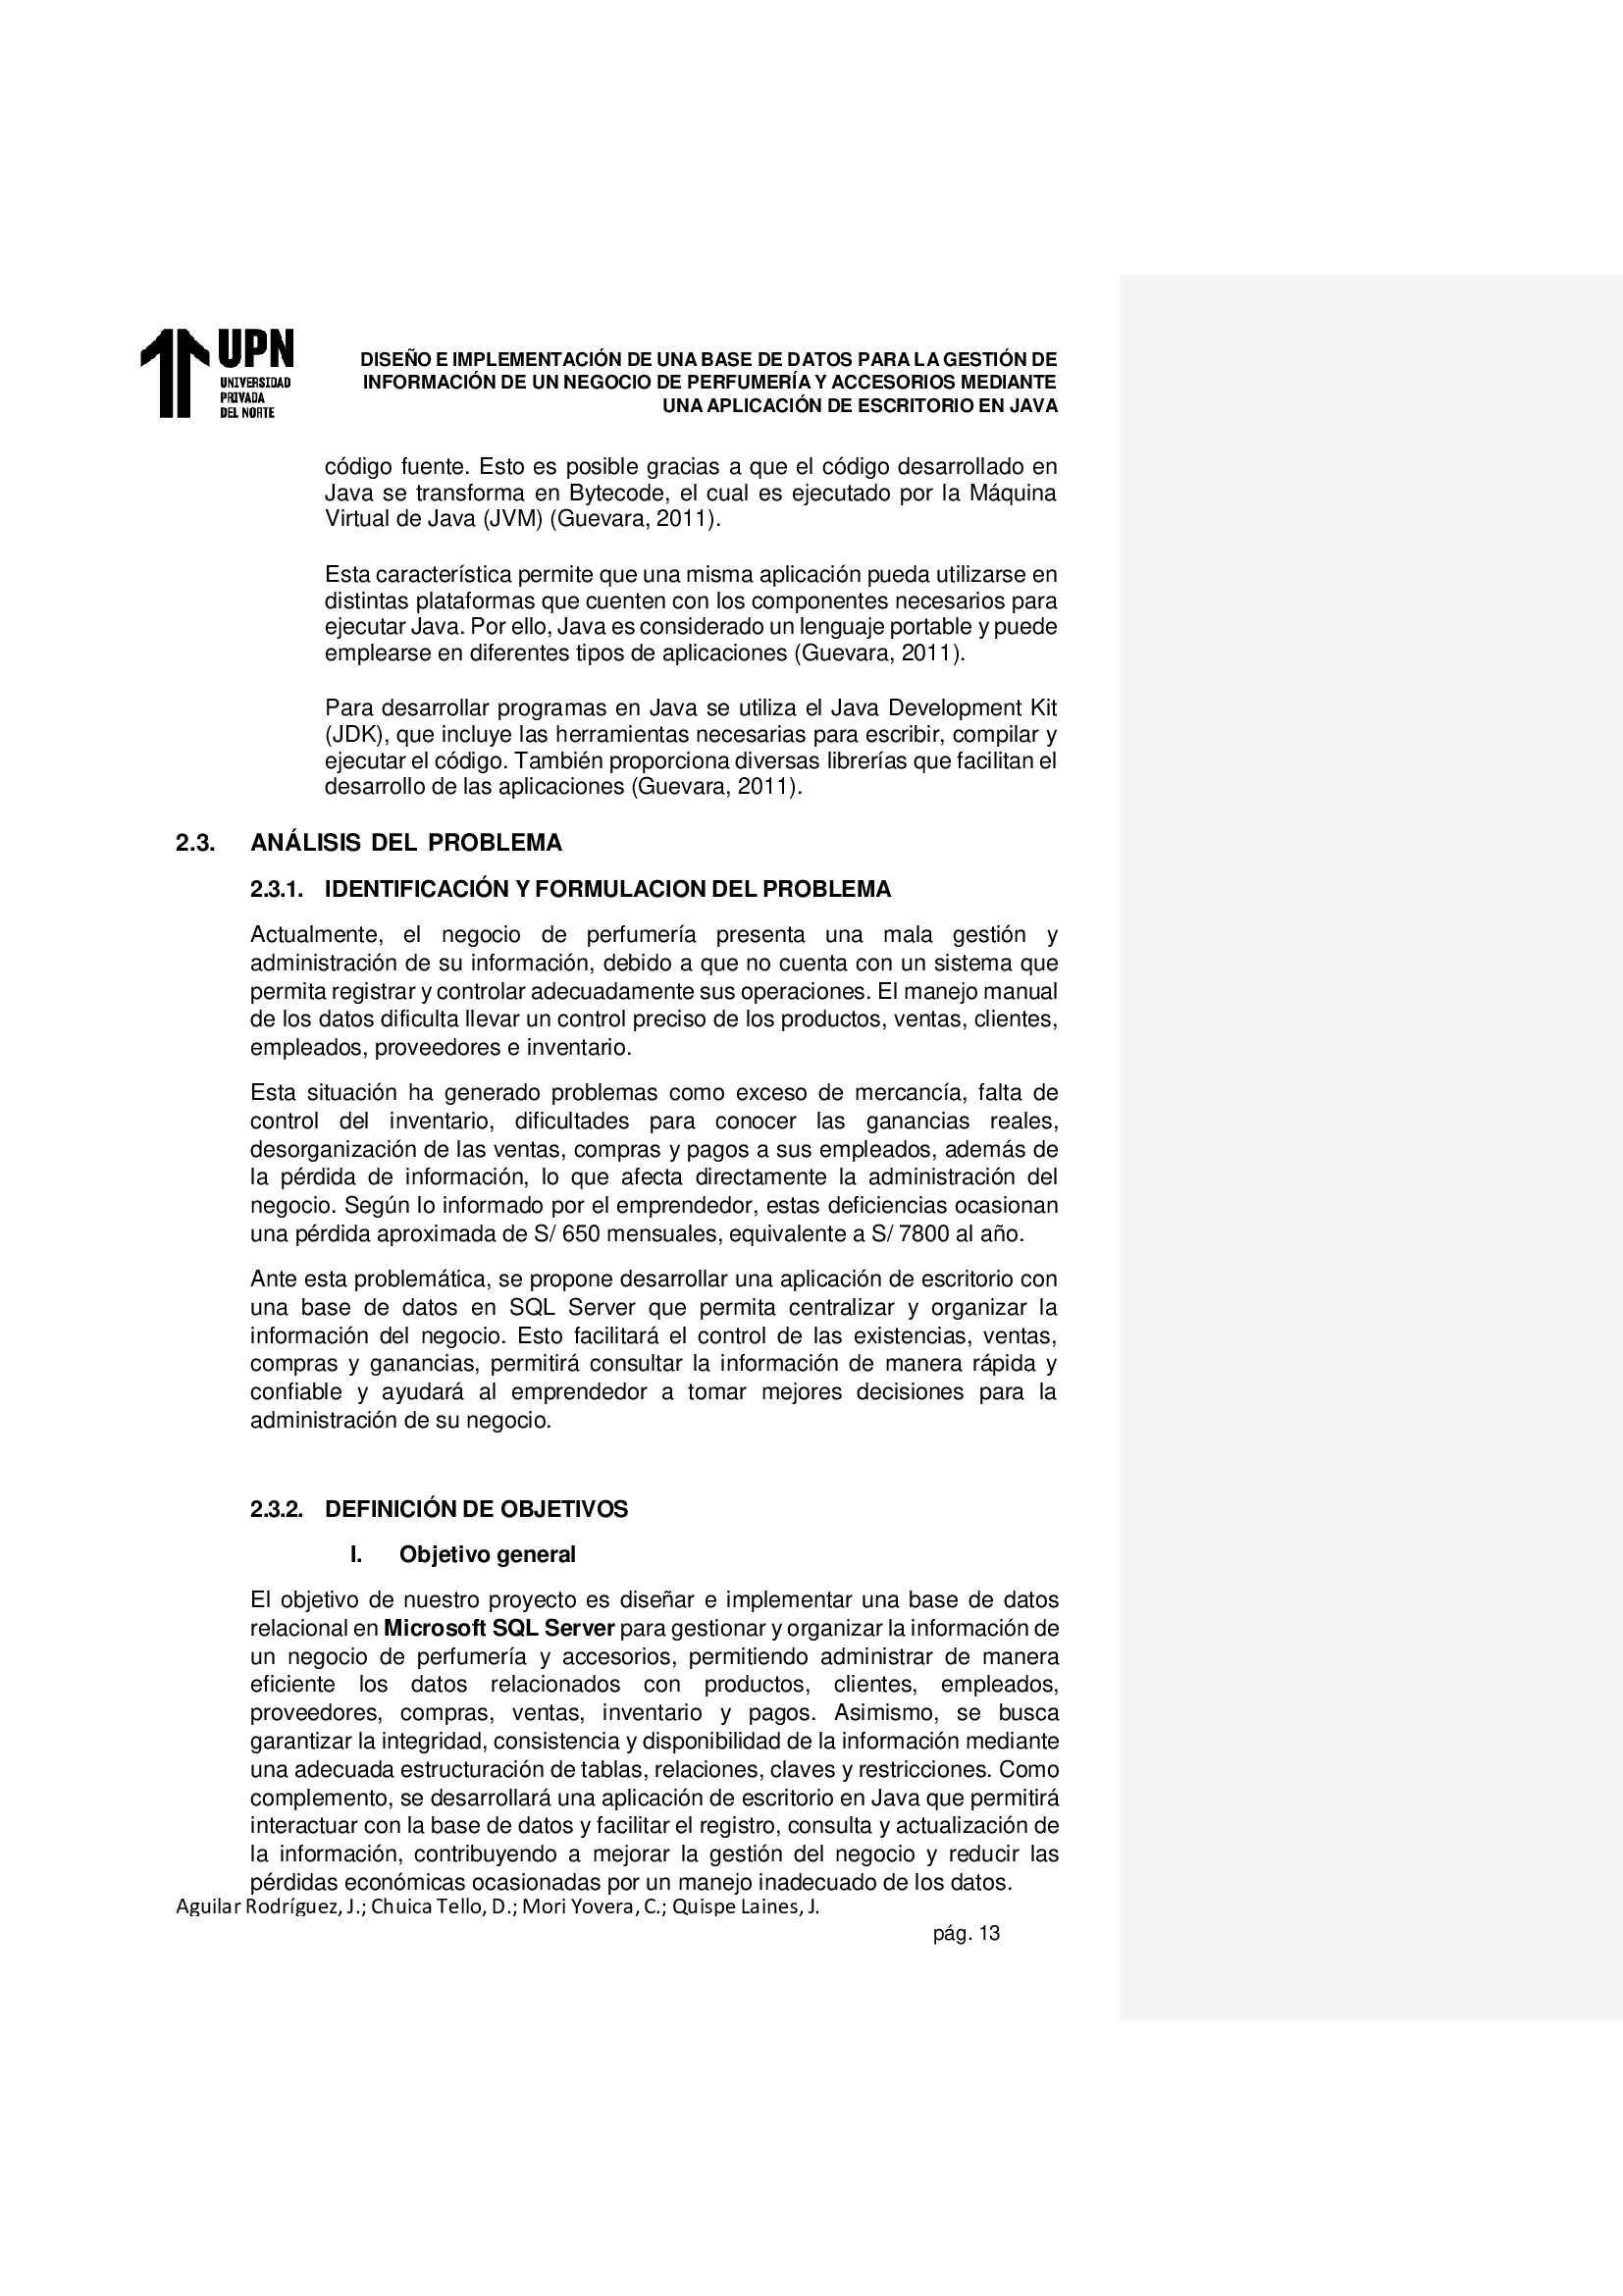 UPN
UNIVERSIDAD
PRIVADA
DEL NORTE
DISEÑO E IMPLEMENTACIÓN DE UNA BASE DE DATOS PARA LA GESTIÓN DE
INFORMACIÓN DE UN NEGOCIO DE PERFUMERÍA Y ACCESORIOS MEDIANTE
UNA APLICACIÓN DE ESCRITORIO EN JAVA
código fuente. Esto es posible gracias a que el código desarrollado en
Java se transforma en Bytecode, el cual es ejecutado por la Máquina
Virtual de Java (JVM) (Guevara, 2011).
Esta característica permite que una misma aplicación pueda utilizarse en
distintas plataformas que cuenten con los componentes necesarios para
ejecutar Java. Por ello, Java es considerado un lenguaje portable y puede
emplearse en diferentes tipos de aplicaciones (Guevara, 2011).
Para desarrollar programas en Java se utiliza el Java Development Kit
(JDK), que incluye las herramientas necesarias para escribir, compilar y
ejecutar el código. También proporciona diversas librerías que facilitan el
desarrollo de las aplicaciones (Guevara, 2011).
2.3. ANÁLISIS DEL PROBLEMA
2.3.1. IDENTIFICACIÓN Y FORMULACION DEL PROBLEMA
Actualmente, el negocio de perfumería presenta una mala gestión y
administración de su información, debido a que no cuenta con un sistema que
permita registrar y controlar adecuadamente sus operaciones. El manejo manual
de los datos dificulta llevar un control preciso de los productos, ventas, clientes,
empleados, proveedores e inventario.
Esta situación ha generado problemas como exceso de mercancía, falta de
control del inventario, dificultades para conocer las ganancias reales,
desorganización de las ventas, compras y pagos a sus empleados, además de
la pérdida de información, lo que afecta directamente la administración del
negocio. Según lo informado por el emprendedor, estas deficiencias ocasionan
una pérdida aproximada de S/ 650 mensuales, equivalente a S/ 7800 al año.
Ante esta problemática, se propone desarrollar una aplicación de escritorio con
una base de datos en SQL Server que permita centralizar y organizar la
información del negocio. Esto facilitará el control de las existencias, ventas,
compras y ganancias, permitirá consultar la información de manera rápida y
confiable y ayudará al emprendedor a tomar mejores decisiones para la
administración de su negocio.
2.3.2. DEFINICIÓN DE OBJETIVOS
I. Objetivo general
El objetivo de nuestro proyecto es diseñar e implementar una base de datos
relacional en Microsoft SQL Server para gestionar y organizar la información de
un negocio de perfumería y accesorios, permitiendo administrar de manera
eficiente los datos relacionados con productos, clientes, empleados,
proveedores, compras, ventas, inventario y pagos. Asimismo, se busca
garantizar la integridad, consistencia y disponibilidad de la información mediante
una adecuada estructuración de tablas, relaciones, claves y restricciones. Como
complemento, se desarrollará una aplicación de escritorio en Java que permitirá
interactuar con la base de datos y facilitar el registro, consulta y actualización de
la información, contribuyendo a mejorar la gestión del negocio y reducir las
pérdidas económicas ocasionadas por un manejo inadecuado de los datos.
Aguilar Rodríguez, J.; Chuica Tello, D.; Mori Yovera, C.; Quispe Laines, J.
pág. 13